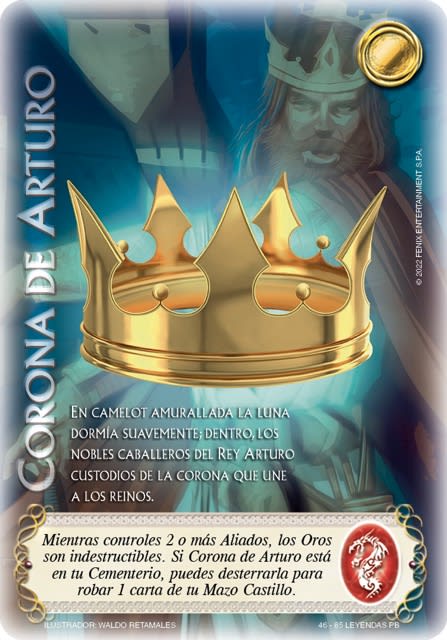 CORONA DE ARTURO
© 2022 FENIX ENTERTAINMENT S.P.A.
EN CAMELOT AMURALLADA LA LUNA
DORMÍA SUAVEMENTE; DENTRO, LOS
NOBLES CABALLEROS DEL REY ARTURO
CUSTODIOS DE LA CORONA QUE UNE
A LOS REINOS.
Mientras controles 2 o más Aliados, los Oros
son indestructibles. Si Corona de Arturo está
en tu Cementerio, puedes desterrarla para
robar 1 carta de tu Mazo Castillo.
ILUSTRADOR: WALDO RETAMALES
46 - 85 LEYENDAS PB